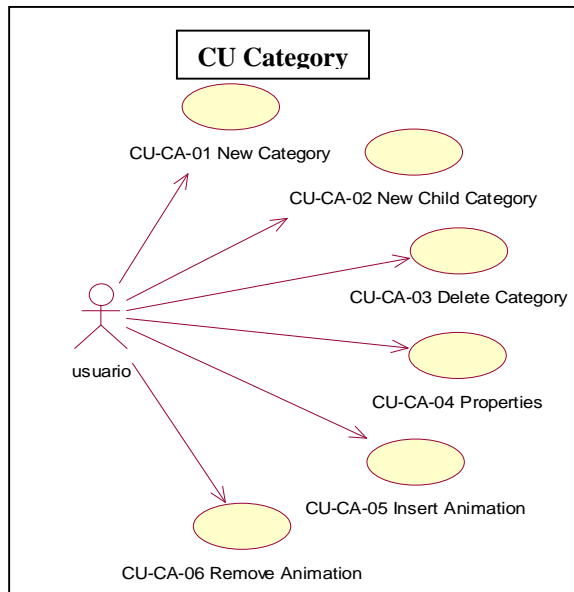 CU Category
CU-CA-01 New Category
CU-CA-02 New Child Category
CU-CA-03 Delete Category
usuario
CU-CA-04 Properties
CU-CA-05 Insert Animation
CU-CA-06 Remove Animation